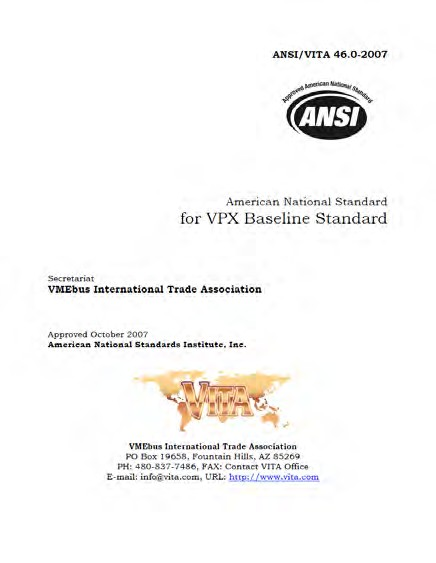 ANSI/VITA 46.0-2007
Approved American National Standard
ANSI
American National Standard
for VPX Baseline Standard
Secretariat
VMEbus International Trade Association
Approved October 2007
American National Standards Institute, Inc.
VITA
VMEbus International Trade Association
PO Box 19658, Fountain Hills, AZ 85269
PH: 480-837-7486, FAX: Contact VITA Office
E-mail: info@vita.com, URL: http://www.vita.com